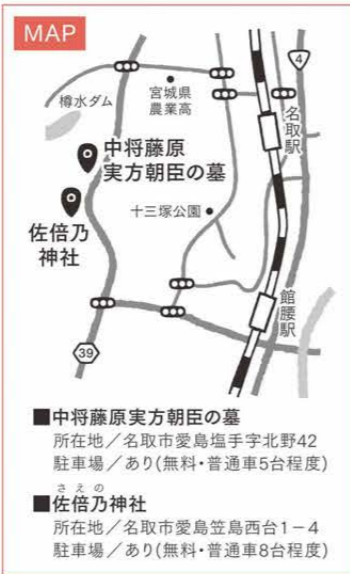 MAP
4
宮城県
農業高
樽水ダム
名取駅
中将藤原
実方朝臣の墓
十三塚公園
佐倍乃
神社
館腰駅
39
■中将藤原実方朝臣の墓
所在地／名取市愛島塩手字北野42
駐車場／あり(無料・普通車5台程度)
さえの
■佐倍乃神社
所在地／名取市愛島笠島西台1−4
駐車場／あり(無料・普通車8台程度)